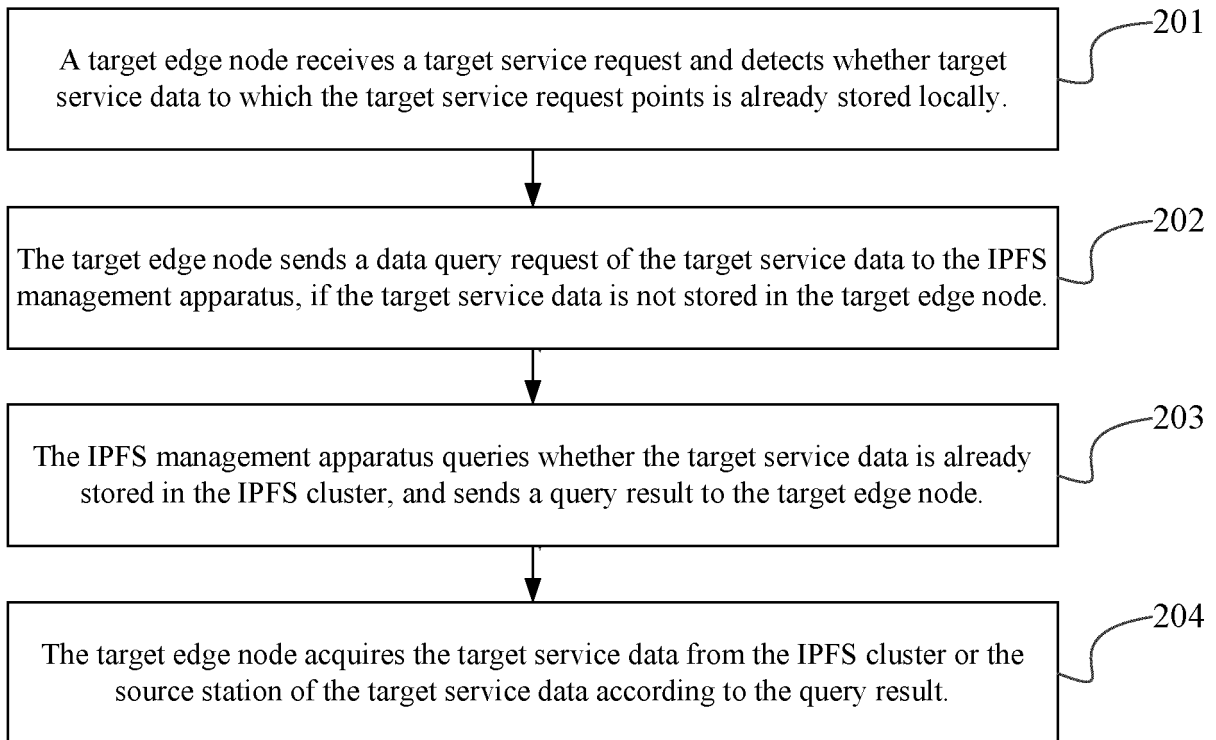 201
A target edge node receives a target service request and detects whether target
service data to which the target service request points is already stored locally.
202
The target edge node sends a data query request of the target service data to the IPFS
management apparatus, if the target service data is not stored in the target edge node.
203
The IPFS management apparatus queries whether the target service data is already
stored in the IPFS cluster, and sends a query result to the target edge node.
204
The target edge node acquires the target service data from the IPFS cluster or the
source station of the target service data according to the query result.